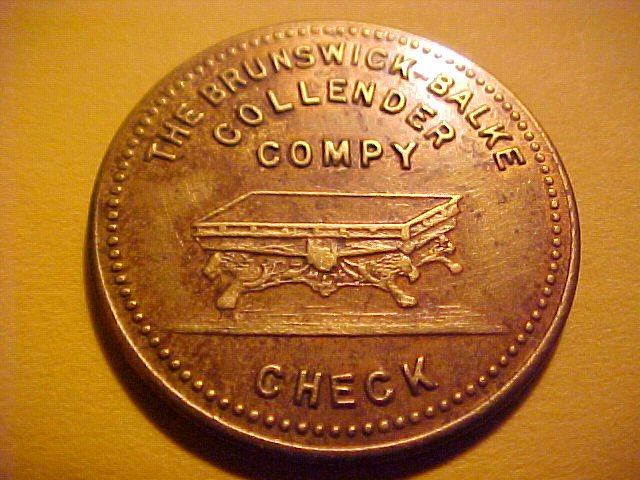 THE BRUNSWICK-BALKE
COLLENDER
COMPY
CHECK